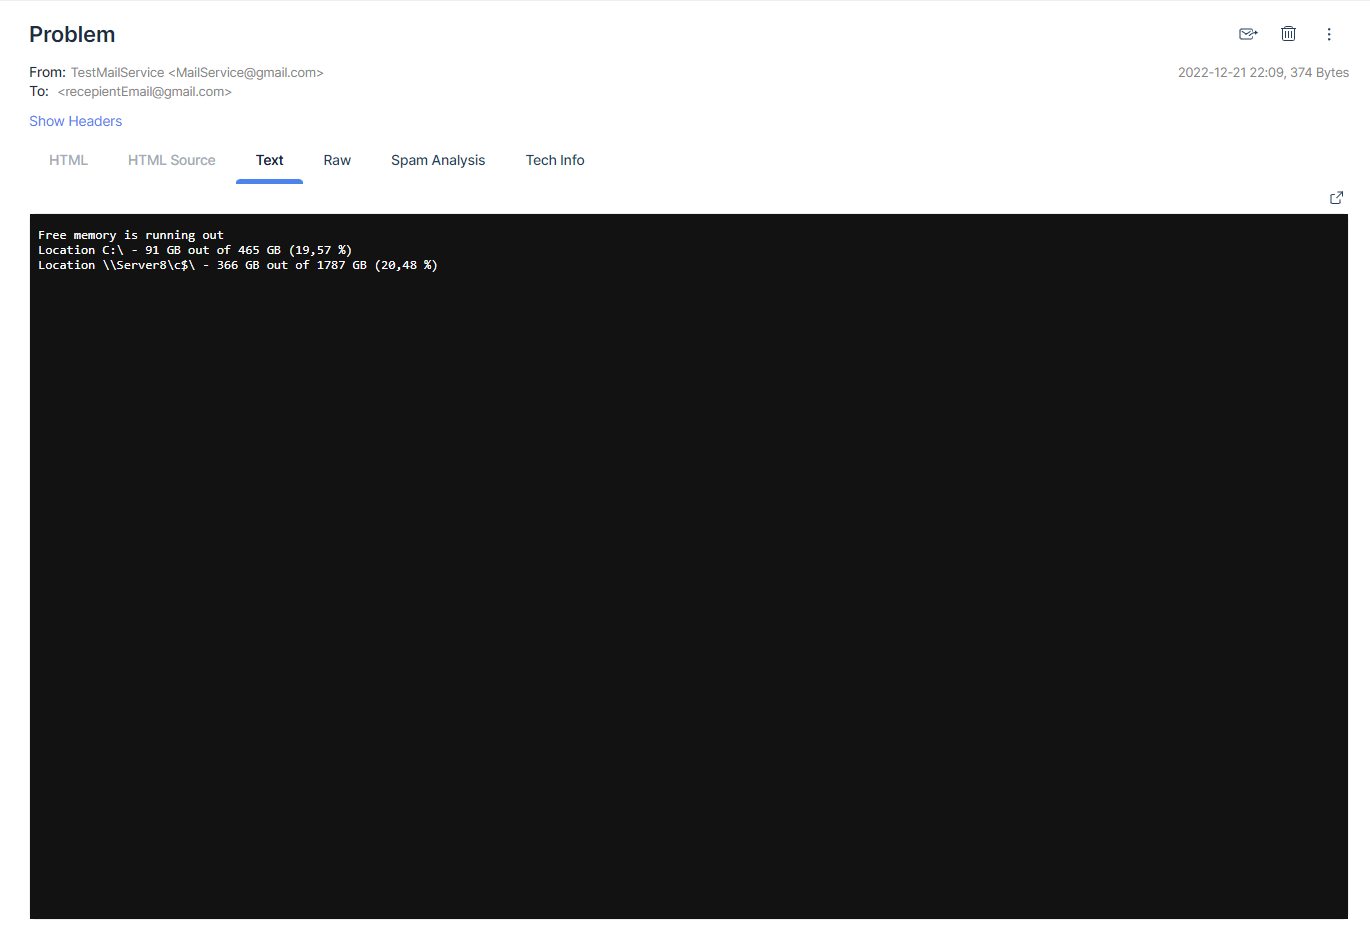 Problem
From: TestMailService <MailService@gmail.com>
2022-12-21 22:09, 374 Bytes
To: <recepientEmail@gmail.com>
Show Headers
HTML HTML Source Text Raw Spam Analysis Tech Info
Free memory is running out
Location C:\ - 91 GB out of 465 GB (19,57 %)
Location \\Server8\c$\ - 366 GB out of 1787 GB (20,48 %)